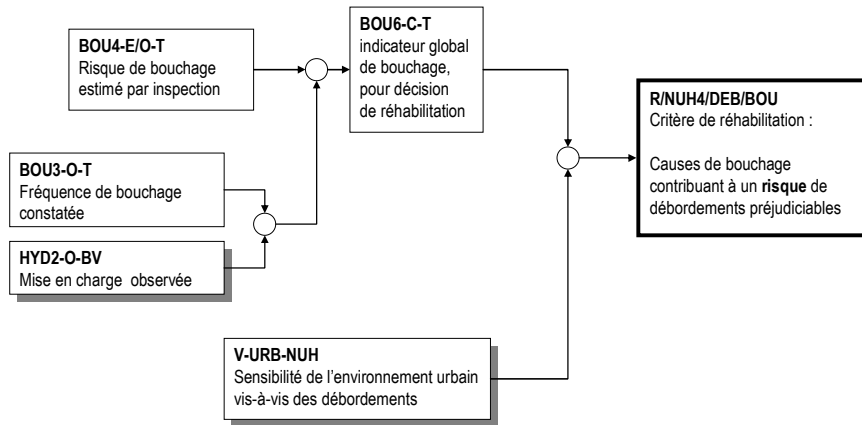 BOU4-E/O-T
Risque de bouchage
estimé par inspection
BOU6-C-T
indicateur global
de bouchage,
pour décision
de réhabilitation
R/NUH4/DEB/BOU
Critère de réhabilitation :
Causes de bouchage
contribuant à un risque de
débordements préjudiciables
BOU3-O-T
Fréquence de bouchage
constatée
HYD2-O-BV
Mise en charge observée
V-URB-NUH
Sensibilité de l'environnement urbain
vis-à-vis des débordements